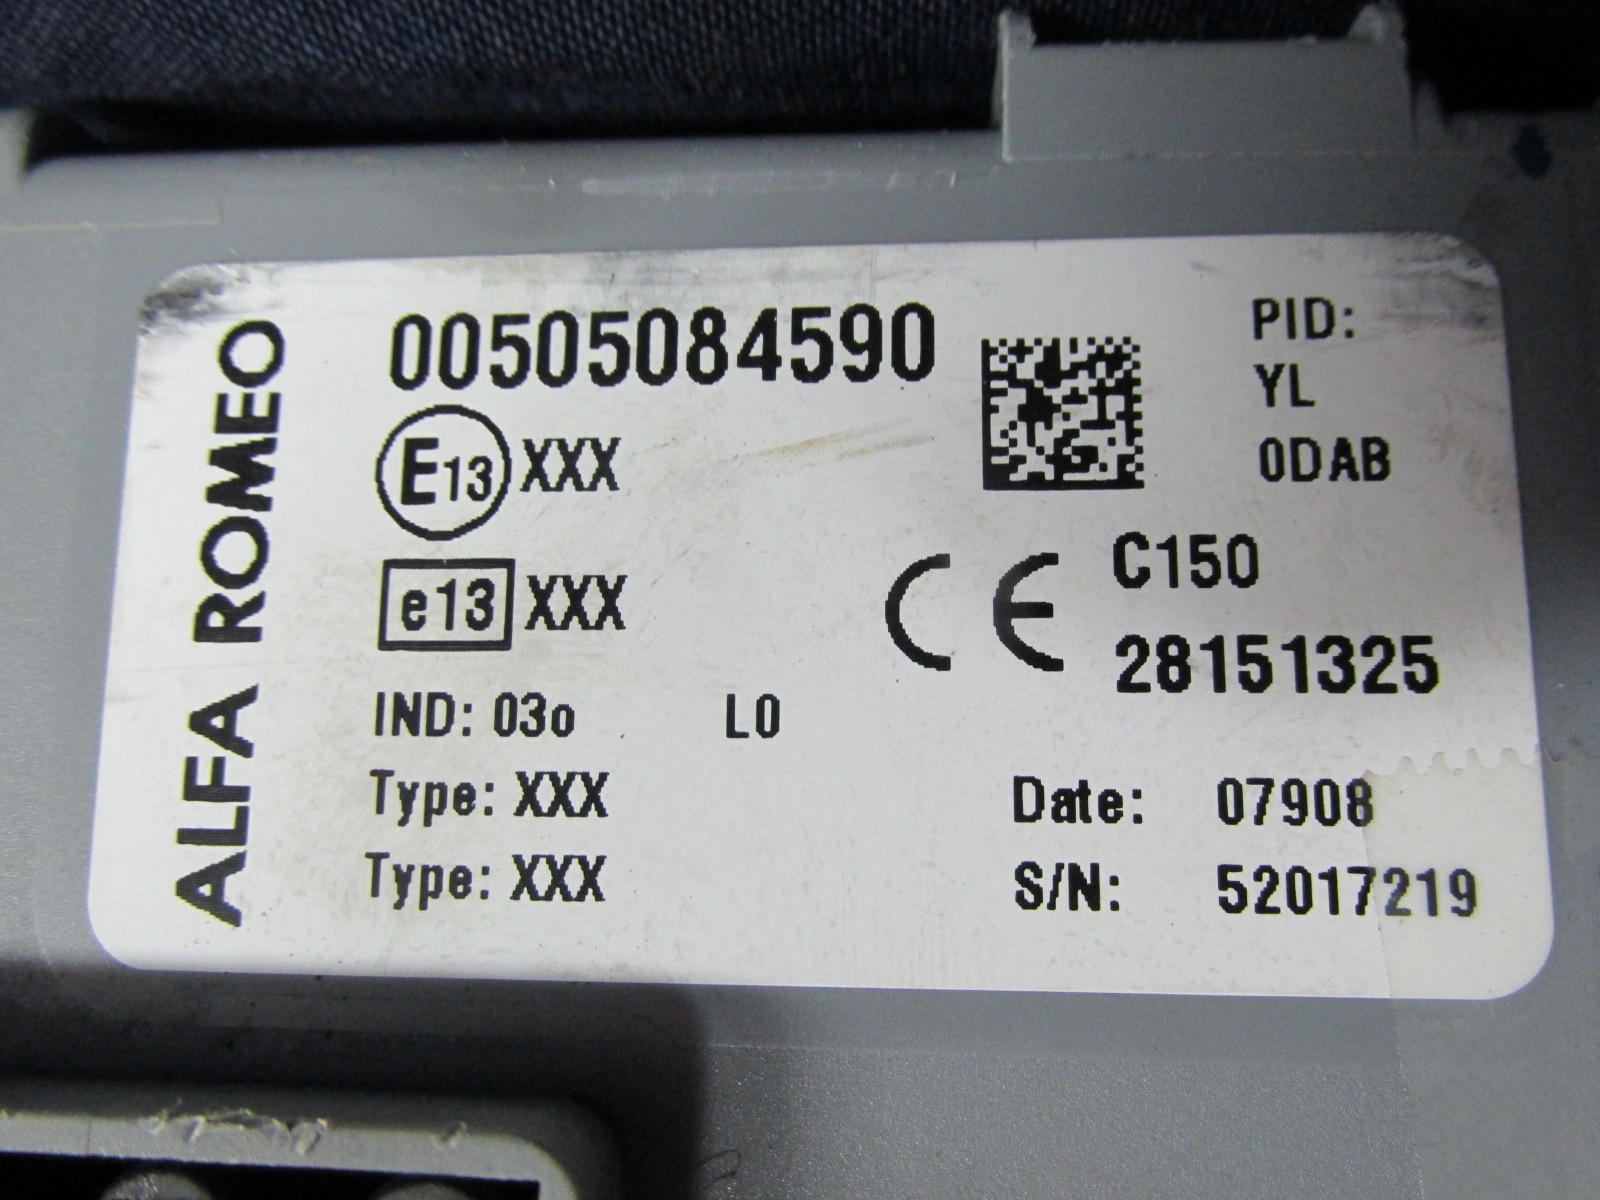 ALFA ROMEO
00505084590
PID:
YL
0DAB
E13 XXX
e13 XXX
CE
C150
28151325
IND: 03o L0
Type: XXX
Date: 07908
Type: XXX
S/N: 52017219